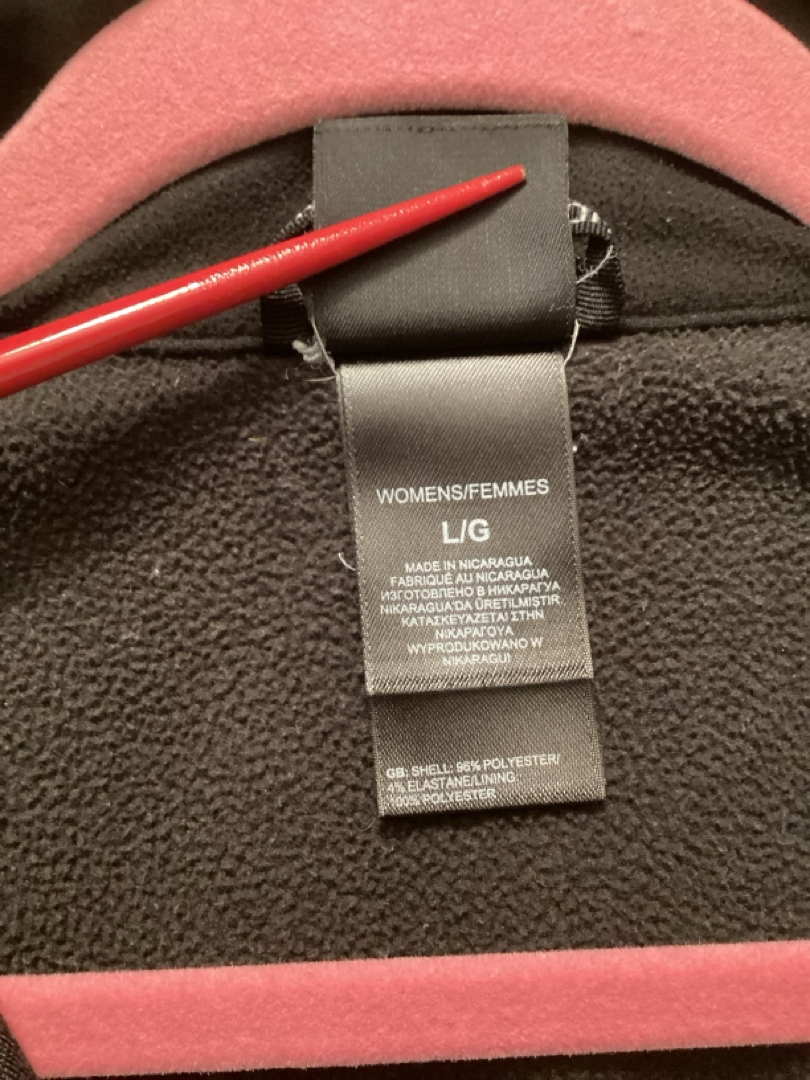 WOMENS/FEMMES
L/G
MADE IN NICARAGUA
FABRIQUÉ AU NICARAGUA
ИЗГОТОВЛЕНО В НИКАРАГУА
NIKARAGUA'DA ÜRETILMISTIR.
ΚΑΤΑΣΚΕΥΑΖΕΤΑΙ ΣΤΗΝ
ΝΙΚΑΡΑΓΟΥΑ
WYPRODUKOWANO W
NIKARAGUI
GB: SHELL: 96% POLYESTER/
4% ELASTANE/LINING:
100% POLYESTER